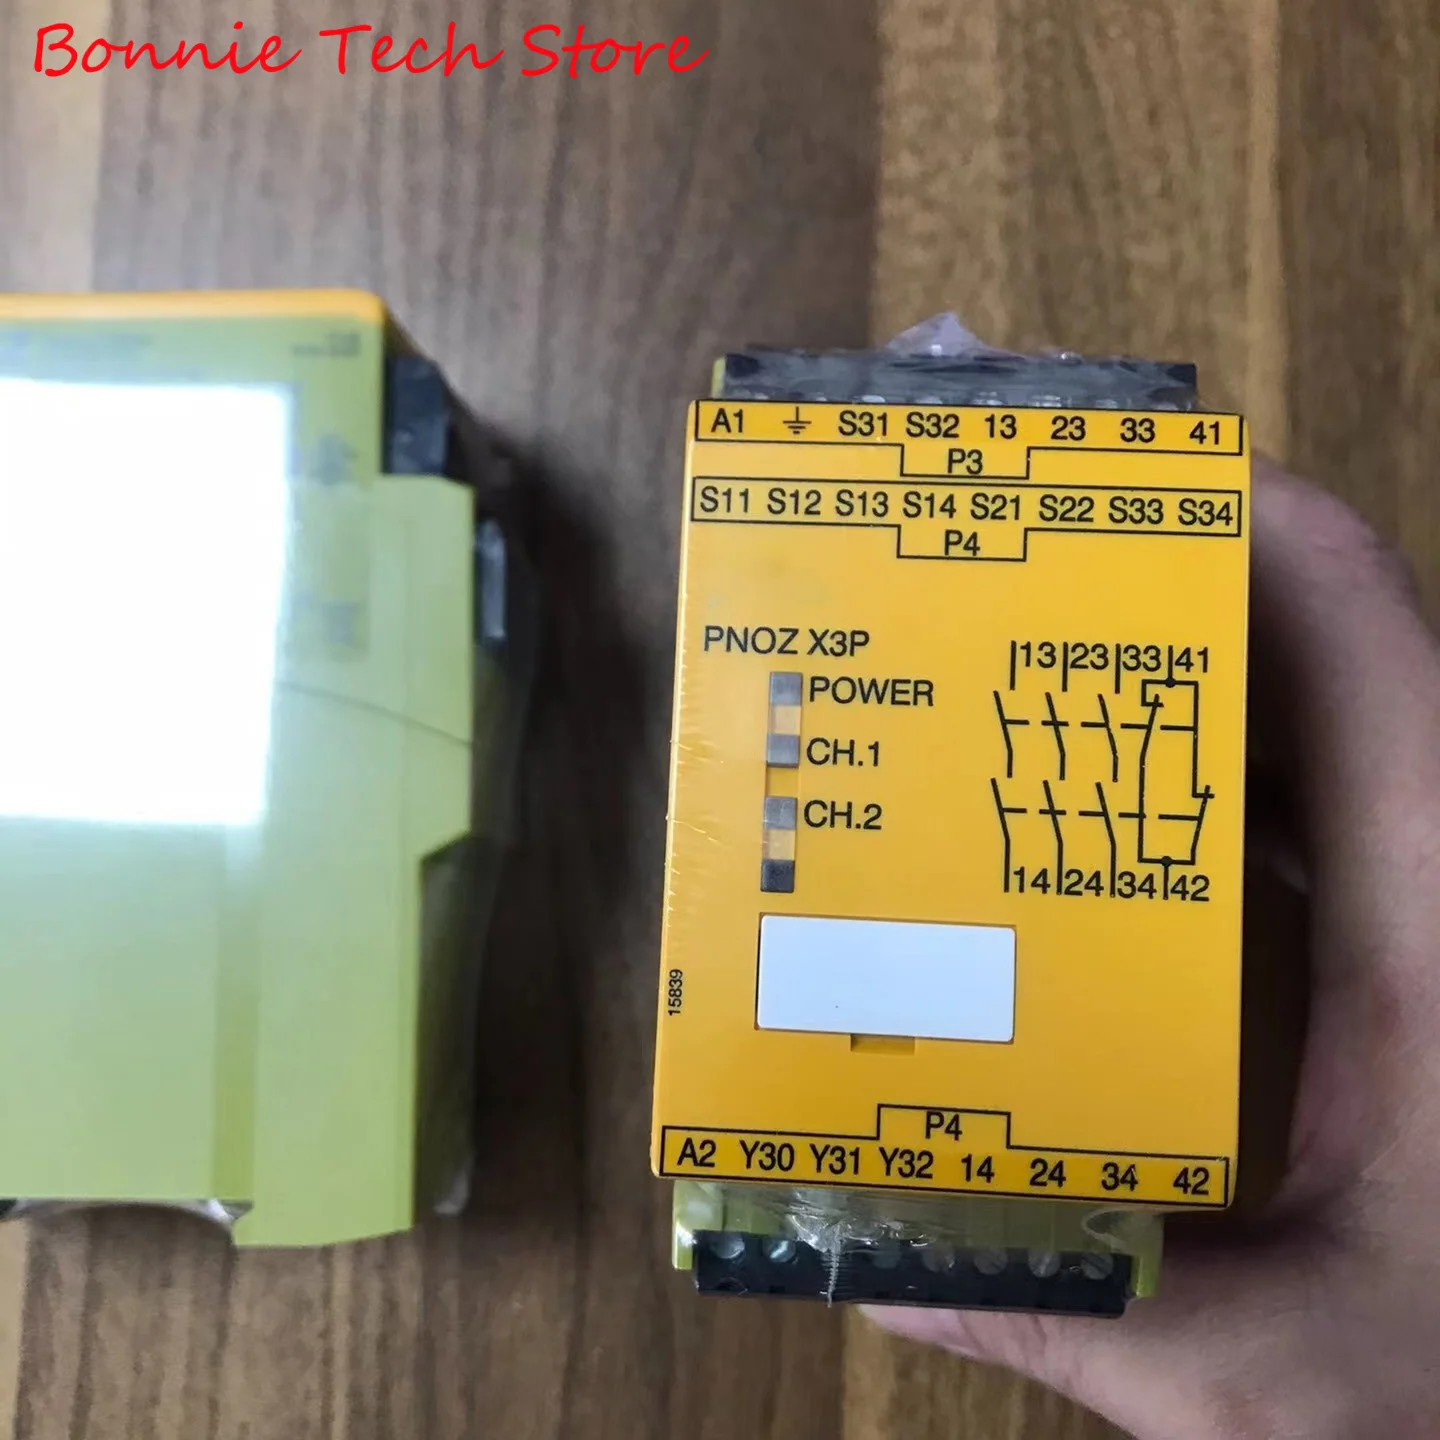 Bonnie Tech Store
A1 ⏚ S31 S32 13 23 33 41
P3
S11 S12 S13 S14 S21 S22 S33 S34
P4
PNOZ X3P
POWER
CH.1
CH.2
13 23 33 41
14 24 34 42
15839
P4
A2 Y30 Y31 Y32 14 24 34 42